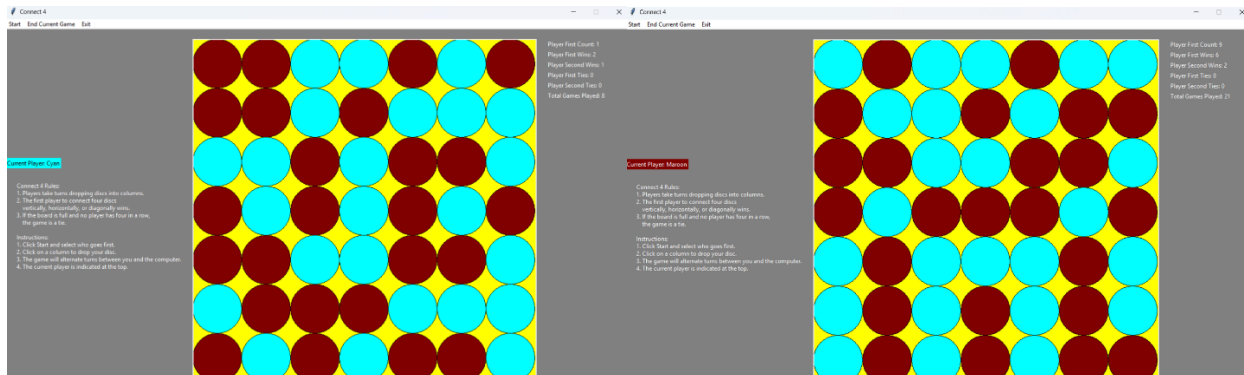 Connect 4
Start End Current Game Exit
Player First Count: 1
Player First Wins: 2
Player Second Wins: 1
Player First Ties: 0
Player Second Ties: 0
Total Games Played: 8
Current Player: Cyan
Connect 4 Rules:
1. Players take turns dropping discs into columns.
2. The first player to connect four discs
vertically, horizontally, or diagonally wins.
3. If the board is full and no player has four in a row,
the game is a tie.
Instructions:
1. Click Start and select who goes first.
2. Click on a column to drop your disc.
3. The game will alternate turns between you and the computer.
4. The current player is indicated at the top.
Connect 4
Start End Current Game Exit
Player First Count: 9
Player First Wins: 6
Player Second Wins: 2
Player First Ties: 0
Player Second Ties: 0
Total Games Played: 21
Current Player: Maroon
Connect 4 Rules:
1. Players take turns dropping discs into columns.
2. The first player to connect four discs
vertically, horizontally, or diagonally wins.
3. If the board is full and no player has four in a row,
the game is a tie.
Instructions:
1. Click Start and select who goes first.
2. Click on a column to drop your disc.
3. The game will alternate turns between you and the computer.
4. The current player is indicated at the top.